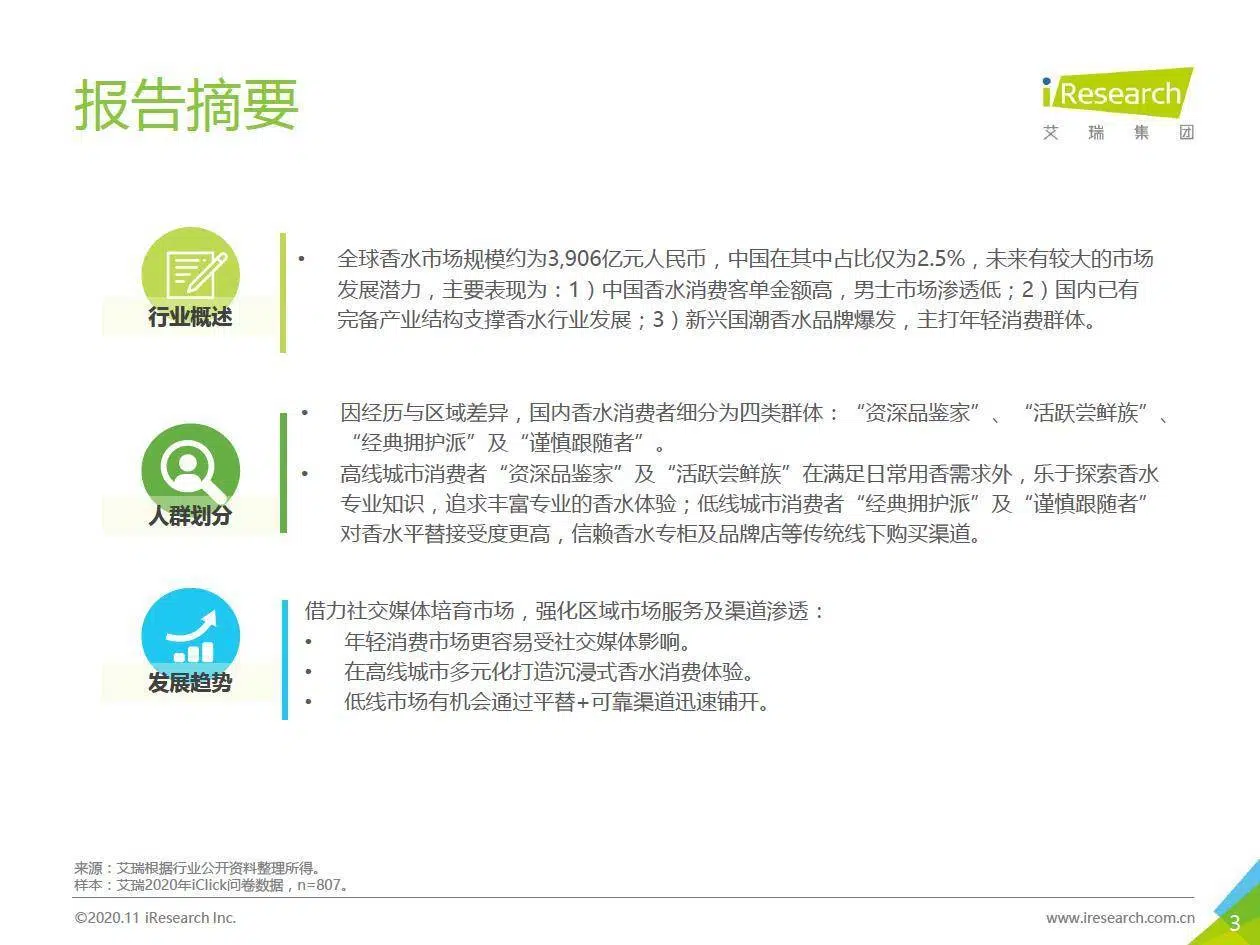 报告摘要
iResearch
艾瑞集团
行业概述
• 全球香水市场规模约为3,906亿元人民币，中国在其中占比仅为2.5%，未来有较大的市场
发展潜力，主要表现为：1）中国香水消费客单金额高，男士市场渗透低；2）国内已有
完备产业结构支撑香水行业发展；3）新兴国潮香水品牌爆发，主打年轻消费群体。
人群划分
• 因经历与区域差异，国内香水消费者细分为四类群体：“资深品鉴家”、“活跃尝鲜族”、
“经典拥护派”及“谨慎跟随者”。
• 高线城市消费者“资深品鉴家”及“活跃尝鲜族”在满足日常用香需求外，乐于探索香水
专业知识，追求丰富专业的香水体验；低线城市消费者“经典拥护派”及“谨慎跟随者”
对香水平替接受度更高，信赖香水专柜及品牌店等传统线下购买渠道。
发展趋势
借力社交媒体培育市场，强化区域市场服务及渠道渗透：
• 年轻消费市场更容易受社交媒体影响。
• 在高线城市多元化打造沉浸式香水消费体验。
• 低线市场有机会通过平替+可靠渠道迅速铺开。
来源：艾瑞根据行业公开资料整理所得。
样本：艾瑞2020年iClick问卷数据，n=807。
©2020.11 iResearch Inc.
www.iresearch.com.cn
3